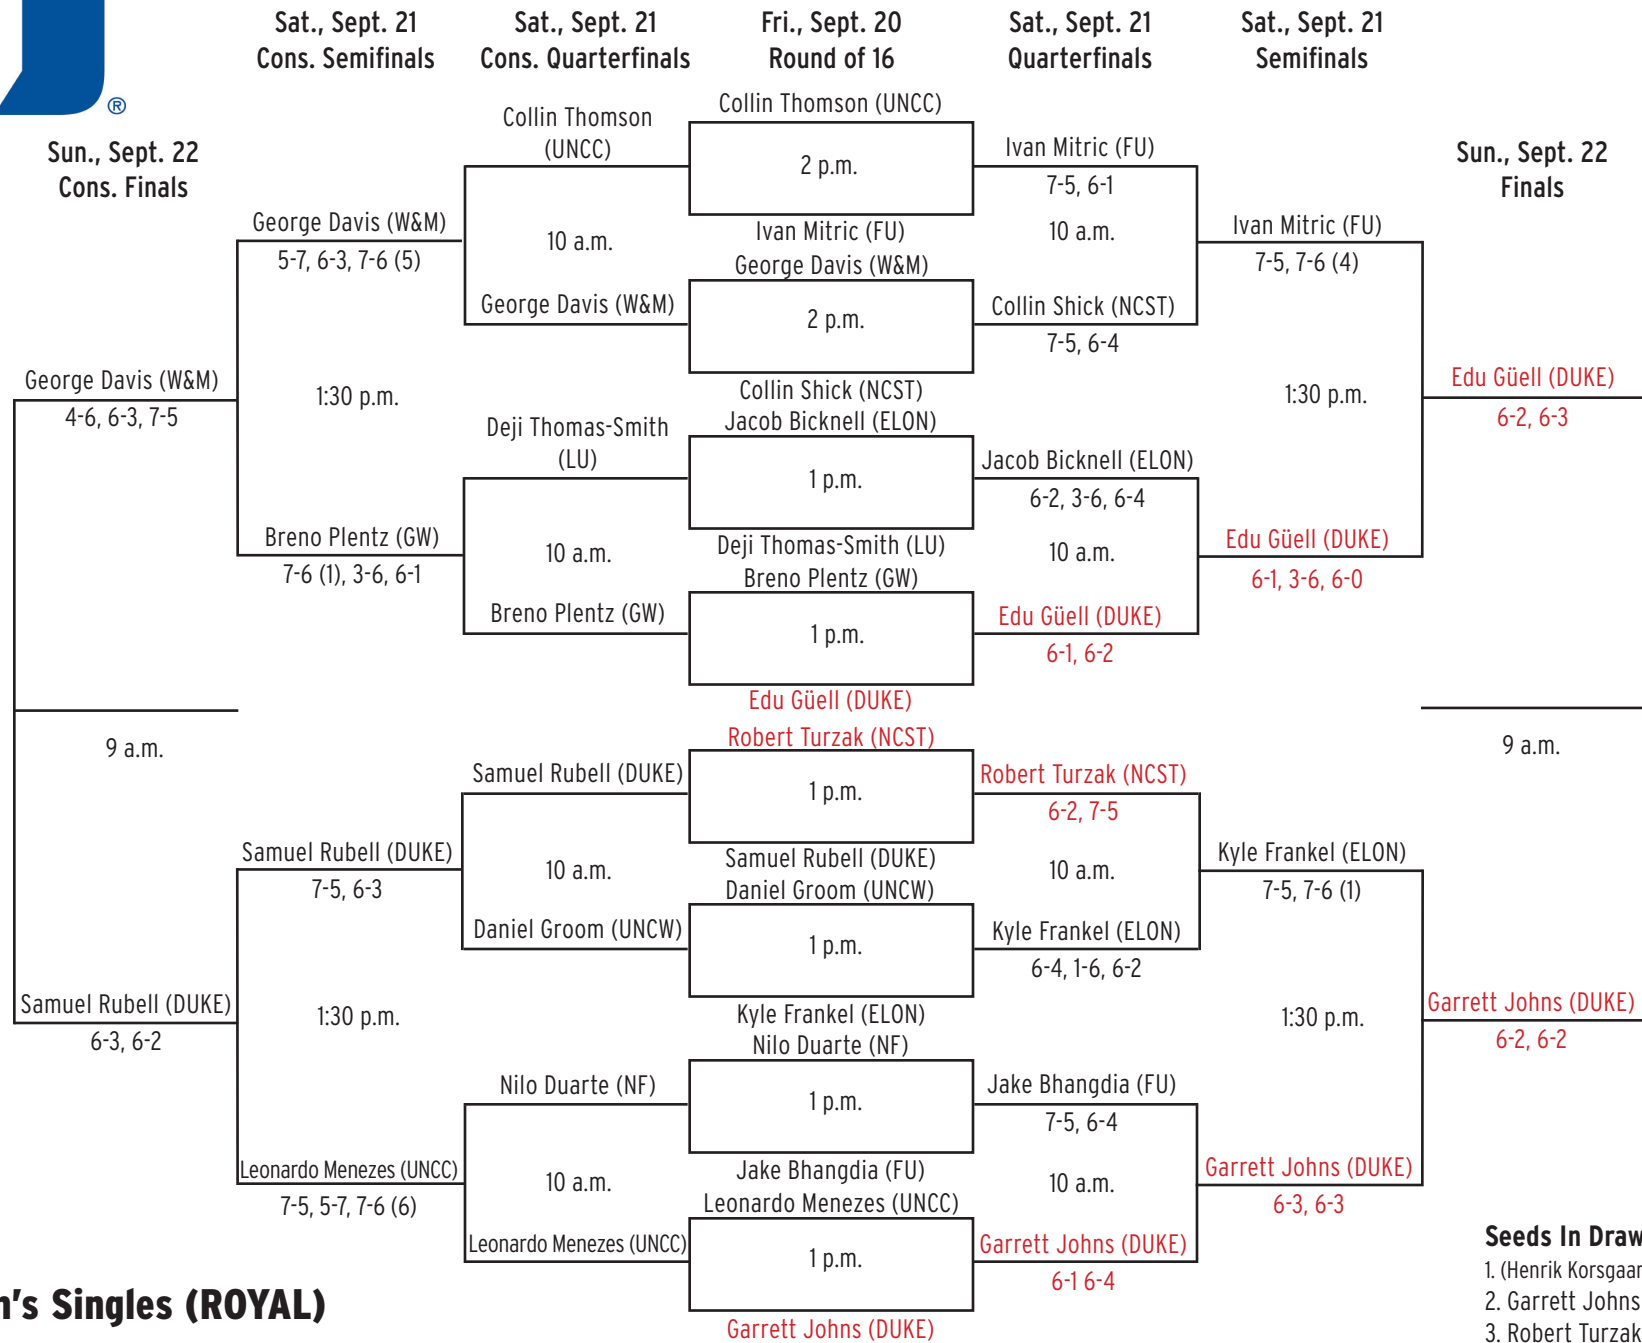 Sat., Sept. 21
Cons. Semifinals
Sat., Sept. 21
Cons. Quarterfinals
Fri., Sept. 20
Round of 16
Sat., Sept. 21
Quarterfinals
Sat., Sept. 21
Semifinals
®
Sun., Sept. 22
Cons. Finals
Sun., Sept. 22
Finals
George Davis (W&M)
4-6, 6-3, 7-5
9 a.m.
Samuel Rubell (DUKE)
6-3, 6-2
George Davis (W&M)
5-7, 6-3, 7-6 (5)
1:30 p.m.
Breno Plentz (GW)
7-6 (1), 3-6, 6-1
Samuel Rubell (DUKE)
7-5, 6-3
1:30 p.m.
Leonardo Menezes (UNCC)
7-5, 5-7, 7-6 (6)
Collin Thomson
(UNCC)
10 a.m.
George Davis (W&M)
Deji Thomas-Smith
(LU)
10 a.m.
Breno Plentz (GW)
Samuel Rubell (DUKE)
10 a.m.
Daniel Groom (UNCW)
Nilo Duarte (NF)
10 a.m.
Leonardo Menezes (UNCC)
Collin Thomson (UNCC)
2 p.m.
Ivan Mitric (FU)
George Davis (W&M)
2 p.m.
Collin Shick (NCST)
Jacob Bicknell (ELON)
1 p.m.
Deji Thomas-Smith (LU)
Breno Plentz (GW)
1 p.m.
Edu Güell (DUKE)
Robert Turzak (NCST)
1 p.m.
Samuel Rubell (DUKE)
Daniel Groom (UNCW)
1 p.m.
Kyle Frankel (ELON)
Nilo Duarte (NF)
1 p.m.
Jake Bhangdia (FU)
Leonardo Menezes (UNCC)
1 p.m.
Garrett Johns (DUKE)
Ivan Mitric (FU)
7-5, 6-1
10 a.m.
Collin Shick (NCST)
7-5, 6-4
Jacob Bicknell (ELON)
6-2, 3-6, 6-4
10 a.m.
Edu Güell (DUKE)
6-1, 6-2
Robert Turzak (NCST)
6-2, 7-5
10 a.m.
Kyle Frankel (ELON)
6-4, 1-6, 6-2
Jake Bhangdia (FU)
7-5, 6-4
10 a.m.
Garrett Johns (DUKE)
6-1 6-4
Ivan Mitric (FU)
7-5, 7-6 (4)
1:30 p.m.
Edu Güell (DUKE)
6-1, 3-6, 6-0
Kyle Frankel (ELON)
7-5, 7-6 (1)
1:30 p.m.
Garrett Johns (DUKE)
6-3, 6-3
Edu Güell (DUKE)
6-2, 6-3
9 a.m.
Garrett Johns (DUKE)
6-2, 6-2
n's Singles (ROYAL)
Seeds In Draw
1. (Henrik Korsgaar
2. Garrett Johns
3. Robert Turzak